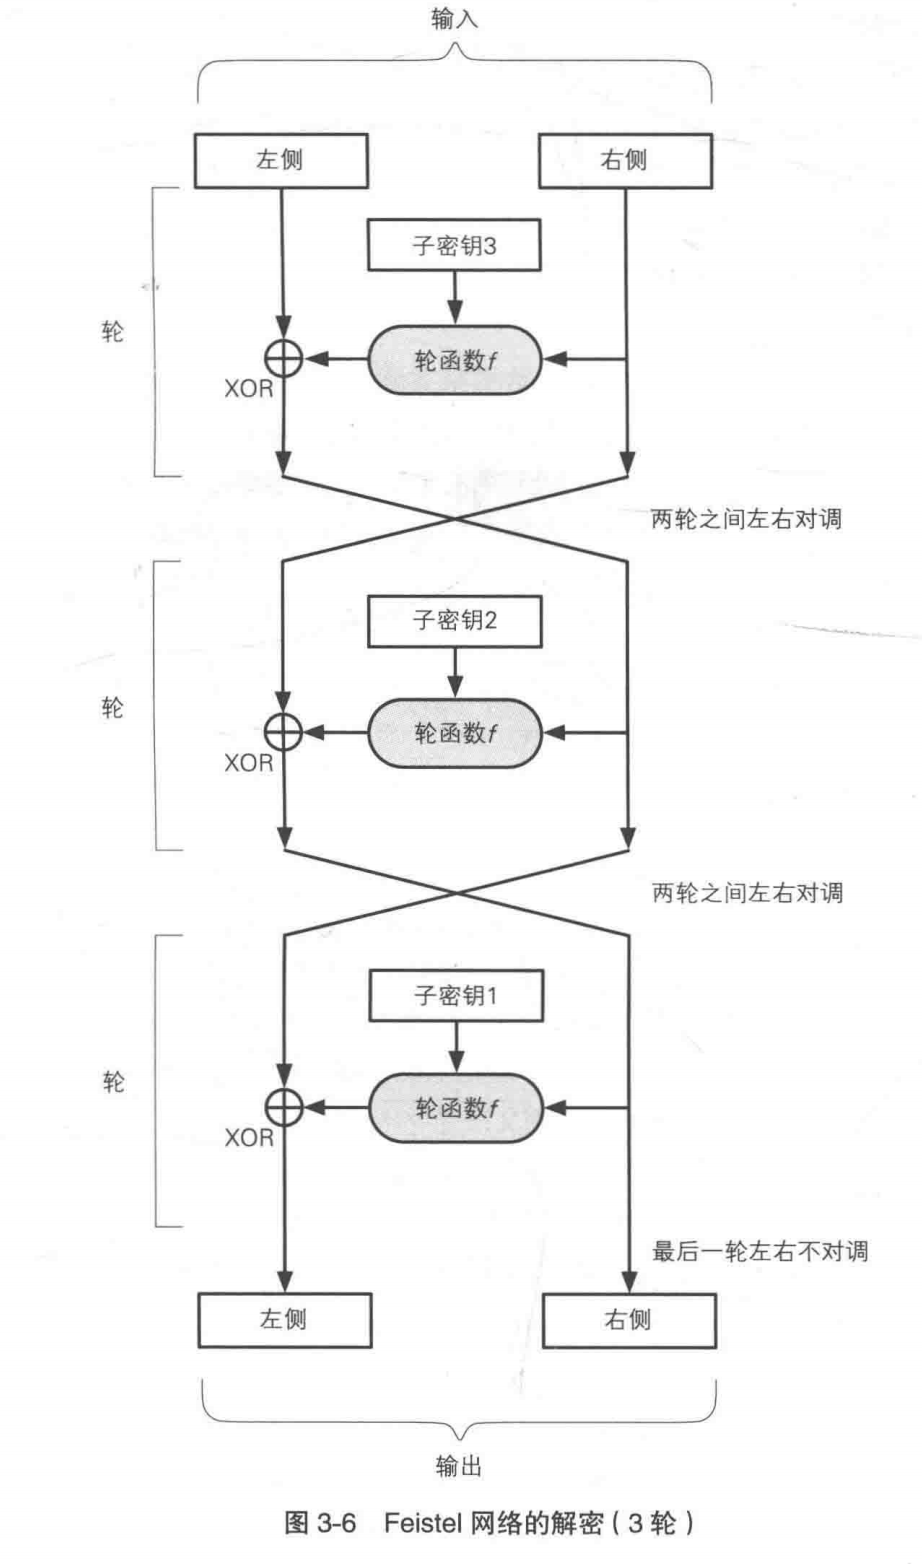 输入
左侧 右侧
子密钥3
轮 轮函数f
XOR
两轮之间左右对调
子密钥2
轮 轮函数f
XOR
两轮之间左右对调
子密钥1
轮 轮函数f
XOR
最后一轮左右不对调
左侧 右侧
输出
图 3-6 Feistel 网络的解密（3 轮）